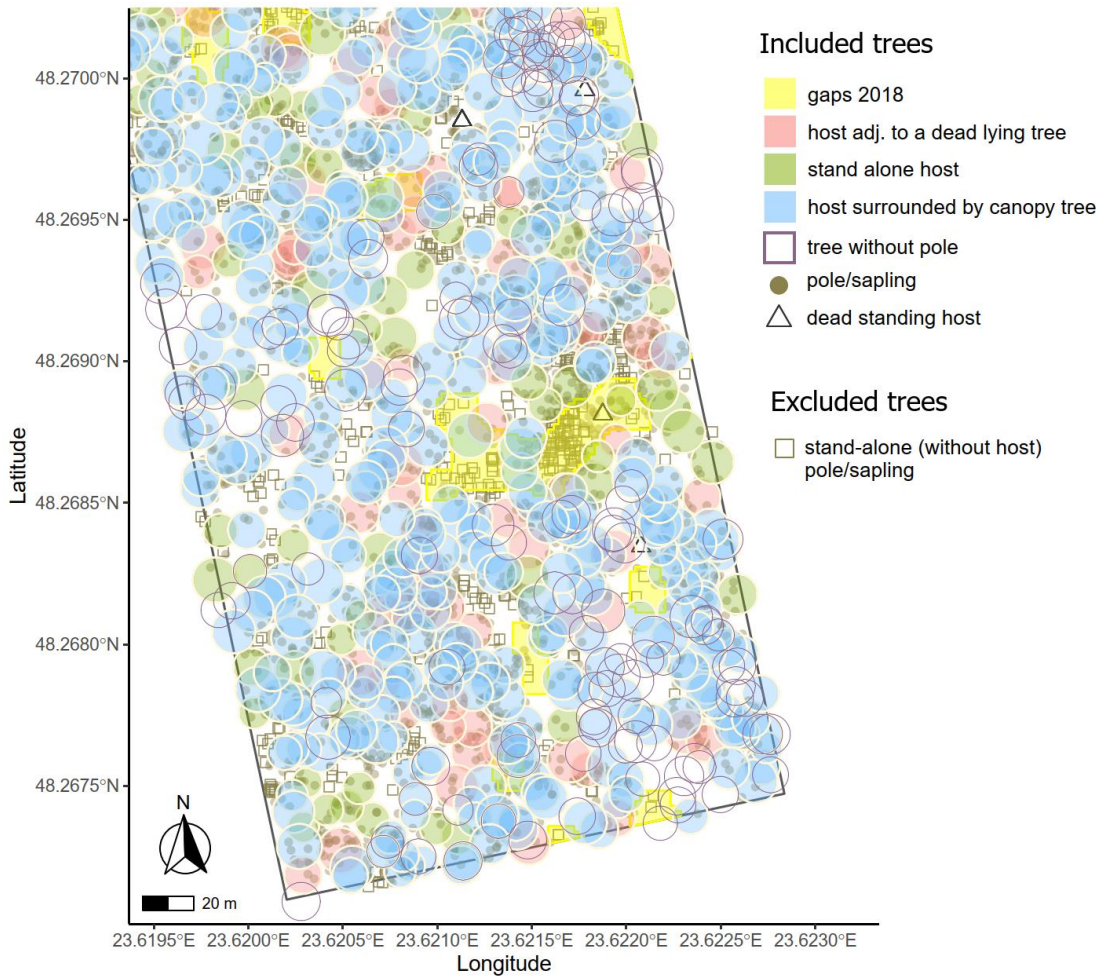 48.2700°N
48.2695°N
48.2690°N
48.2685°N
48.2680°N
48.2675°N
Latitude
N
20 m
23.6195°E 23.6200°E 23.6205°E 23.6210°E 23.6215°E 23.6220°E 23.6225°E 23.6230°E
Longitude
Included trees
gaps 2018
host adj. to a dead lying tree
stand alone host
host surrounded by canopy tree
tree without pole
pole/sapling
dead standing host
Excluded trees
stand-alone (without host)
pole/sapling